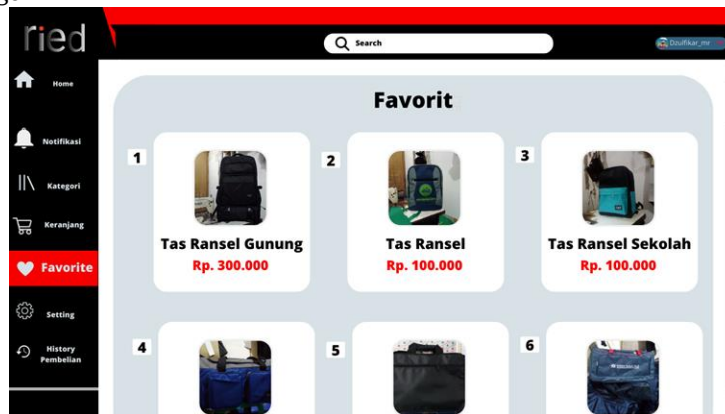 ried
Search
Dzulfikar_mr
Home
Notifikasi
Kategori
Keranjang
Favorite
Setting
History
Pembelian
Favorit
1
Tas Ransel Gunung
Rp. 300.000
2
Tas Ransel
Rp. 100.000
3
Tas Ransel Sekolah
Rp. 100.000
4
5
6